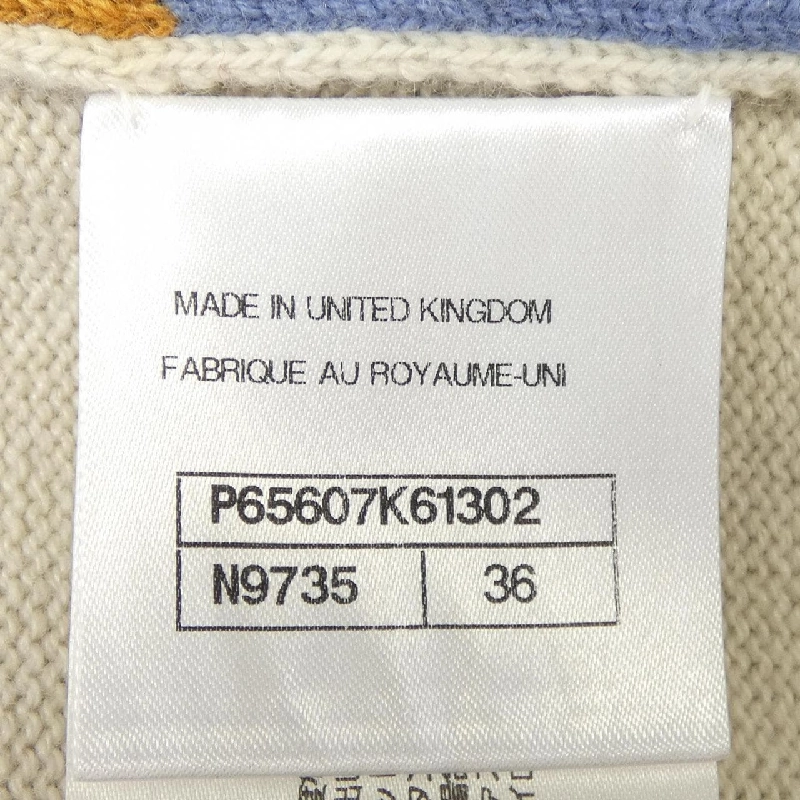 MADE IN UNITED KINGDOM
FABRIQUE AU ROYAUME-UNI
P65607K61302
N9735 36